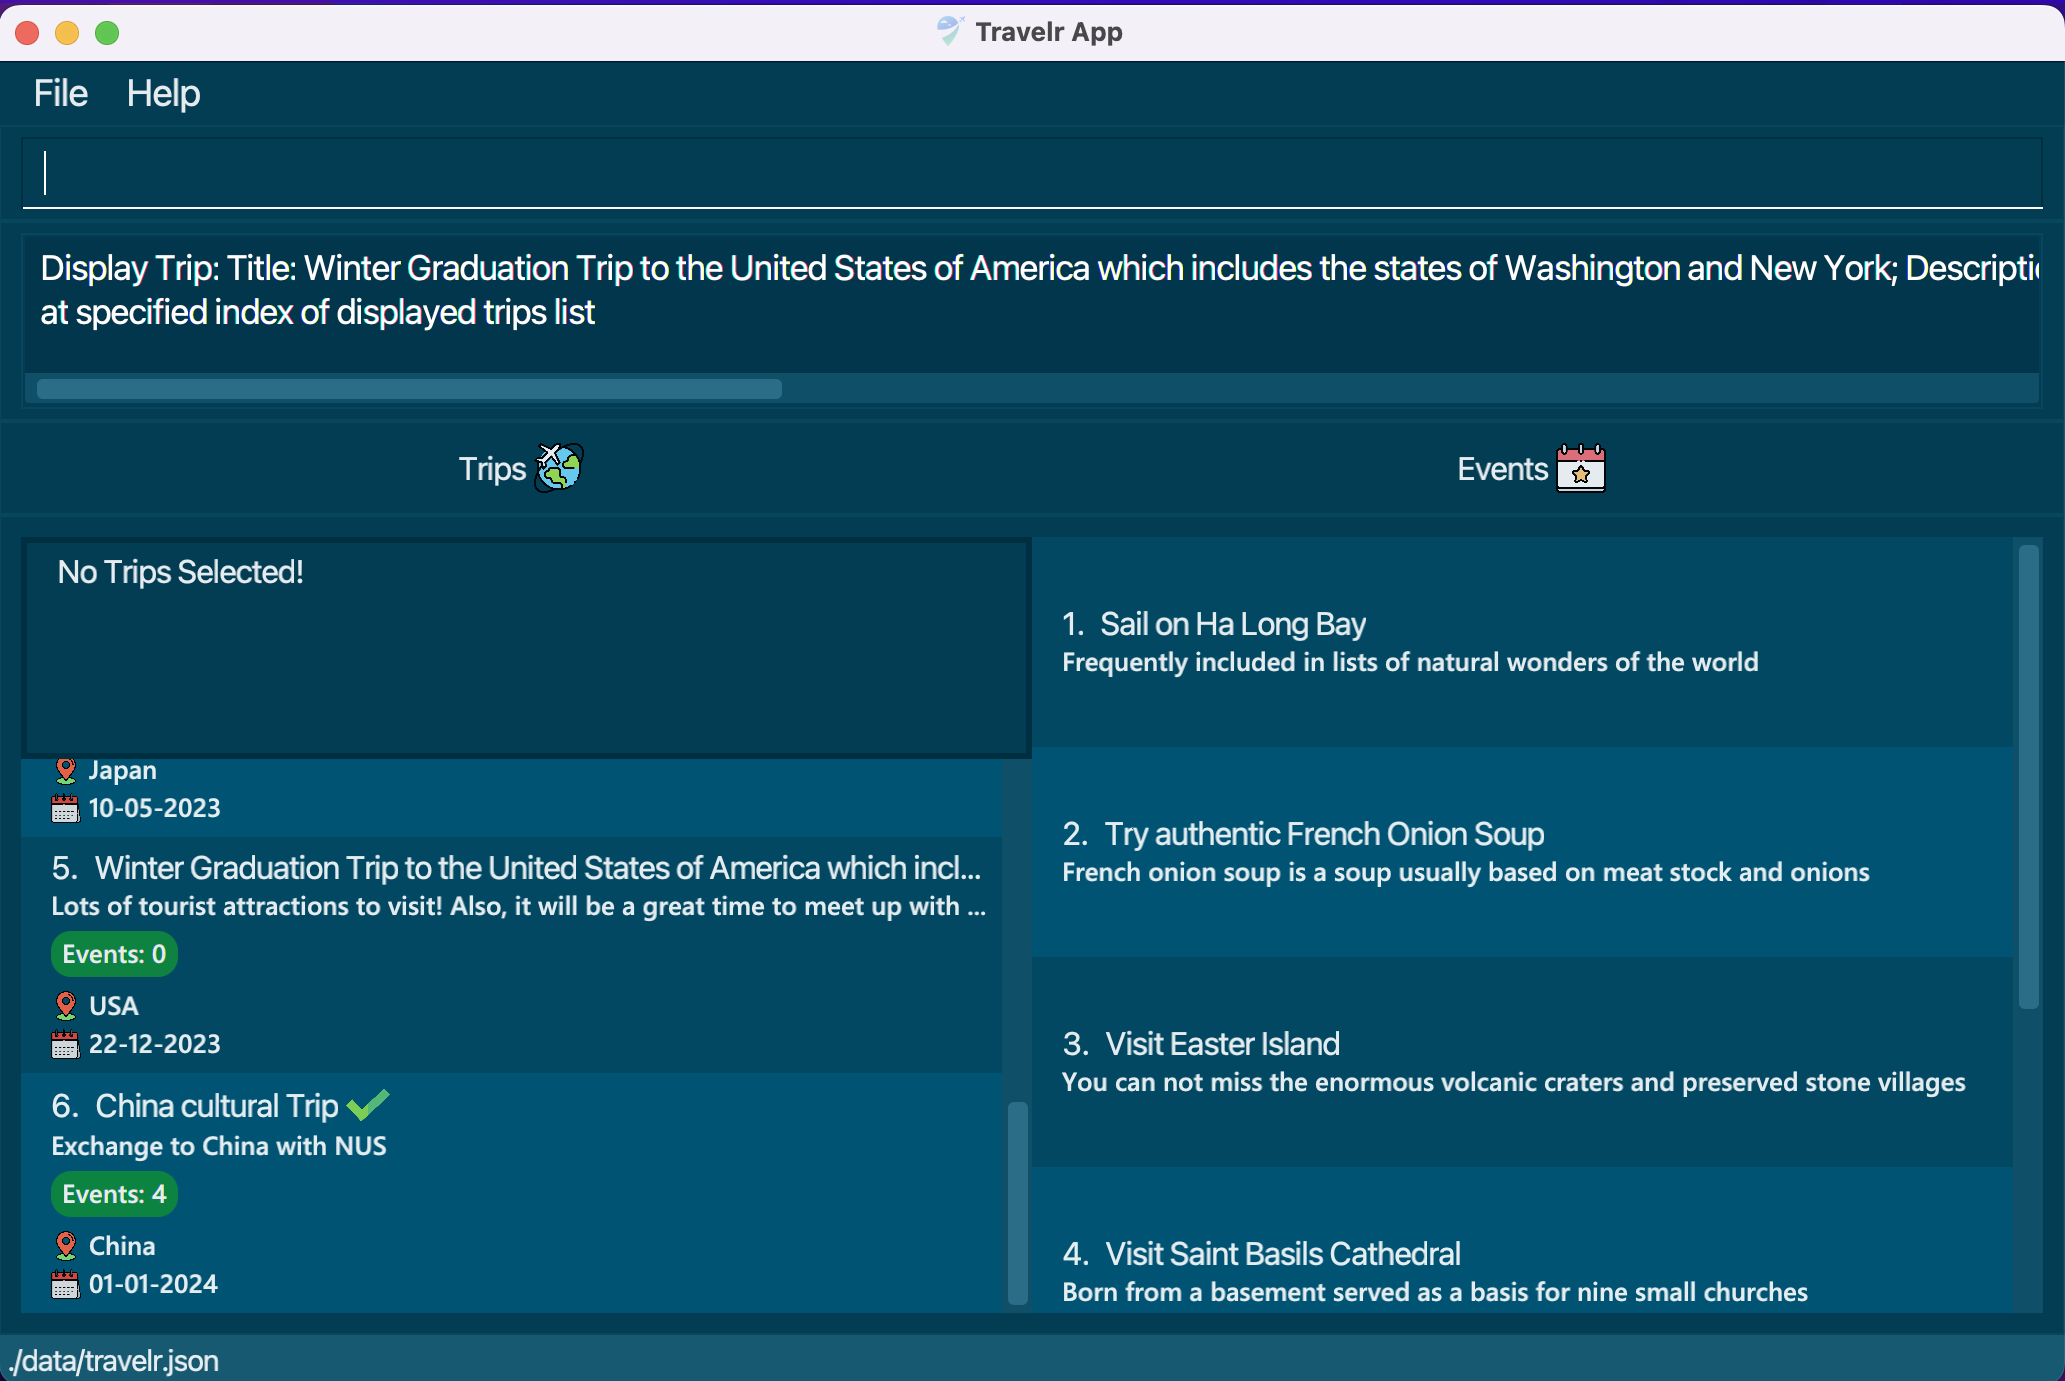 Travelr App
File Help
Display Trip: Title: Winter Graduation Trip to the United States of America which includes the states of Washington and New York; Descripti
at specified index of displayed trips list
Trips
Events
No Trips Selected!
Japan
10-05-2023
5. Winter Graduation Trip to the United States of America which incl...
Lots of tourist attractions to visit! Also, it will be a great time to meet up with ...
Events: 0
USA
22-12-2023
6. China cultural Trip
Exchange to China with NUS
Events: 4
China
01-01-2024
1. Sail on Ha Long Bay
Frequently included in lists of natural wonders of the world
2. Try authentic French Onion Soup
French onion soup is a soup usually based on meat stock and onions
3. Visit Easter Island
You can not miss the enormous volcanic craters and preserved stone villages
4. Visit Saint Basils Cathedral
Born from a basement served as a basis for nine small churches
./data/travelr.json